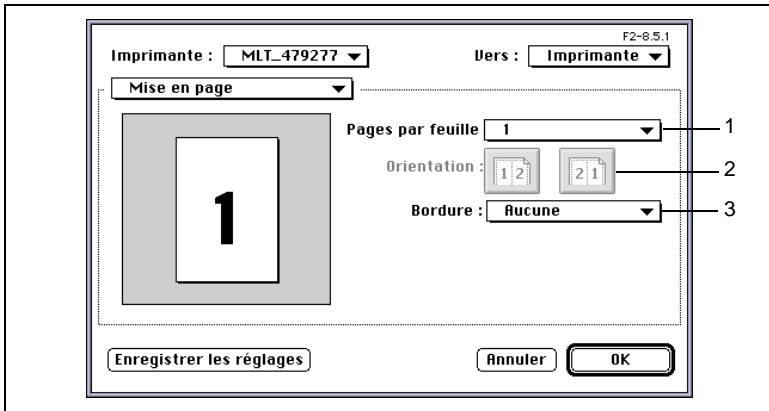 F2-8.5.1
Imprimante : MLT_479277 Vers : Imprimante
Mise en page
Pages par feuille 1 1
Orientation : 1 2 2 1 2
Bordure : Aucune 3
1
Enregistrer les réglages Annuler OK